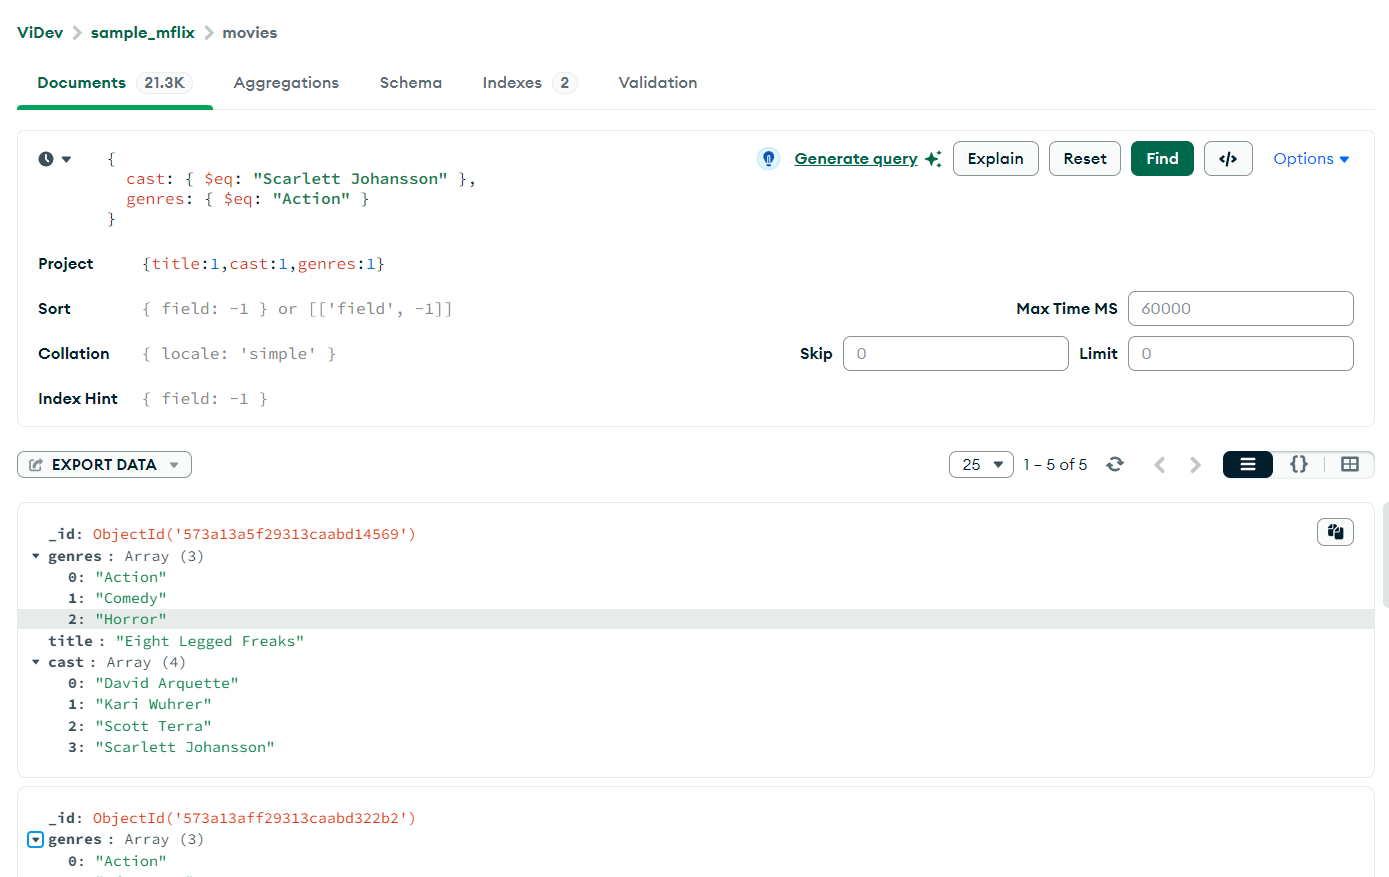 ViDev > sample_mflix > movies
Documents 21.3K Aggregations Schema Indexes 2 Validation
{
Generate query Explain Reset Find </> Options
cast: { $eq: "Scarlett Johansson" },
genres: { $eq: "Action" }
}
Project {title:1,cast:1,genres:1}
Sort { field: -1 } or [['field', -1]] Max Time MS 60000
Collation { locale: 'simple' } Skip 0 Limit 0
Index Hint { field: -1 }
EXPORT DATA 25 1 – 5 of 5 {}
_id: ObjectId('573a13a5f29313caabd14569')
genres : Array (3)
0: "Action"
1: "Comedy"
2: "Horror"
title : "Eight Legged Freaks"
cast : Array (4)
0: "David Arquette"
1: "Kari Wuhrer"
2: "Scott Terra"
3: "Scarlett Johansson"
_id: ObjectId('573a13aff29313caabd322b2')
genres : Array (3)
0: "Action"